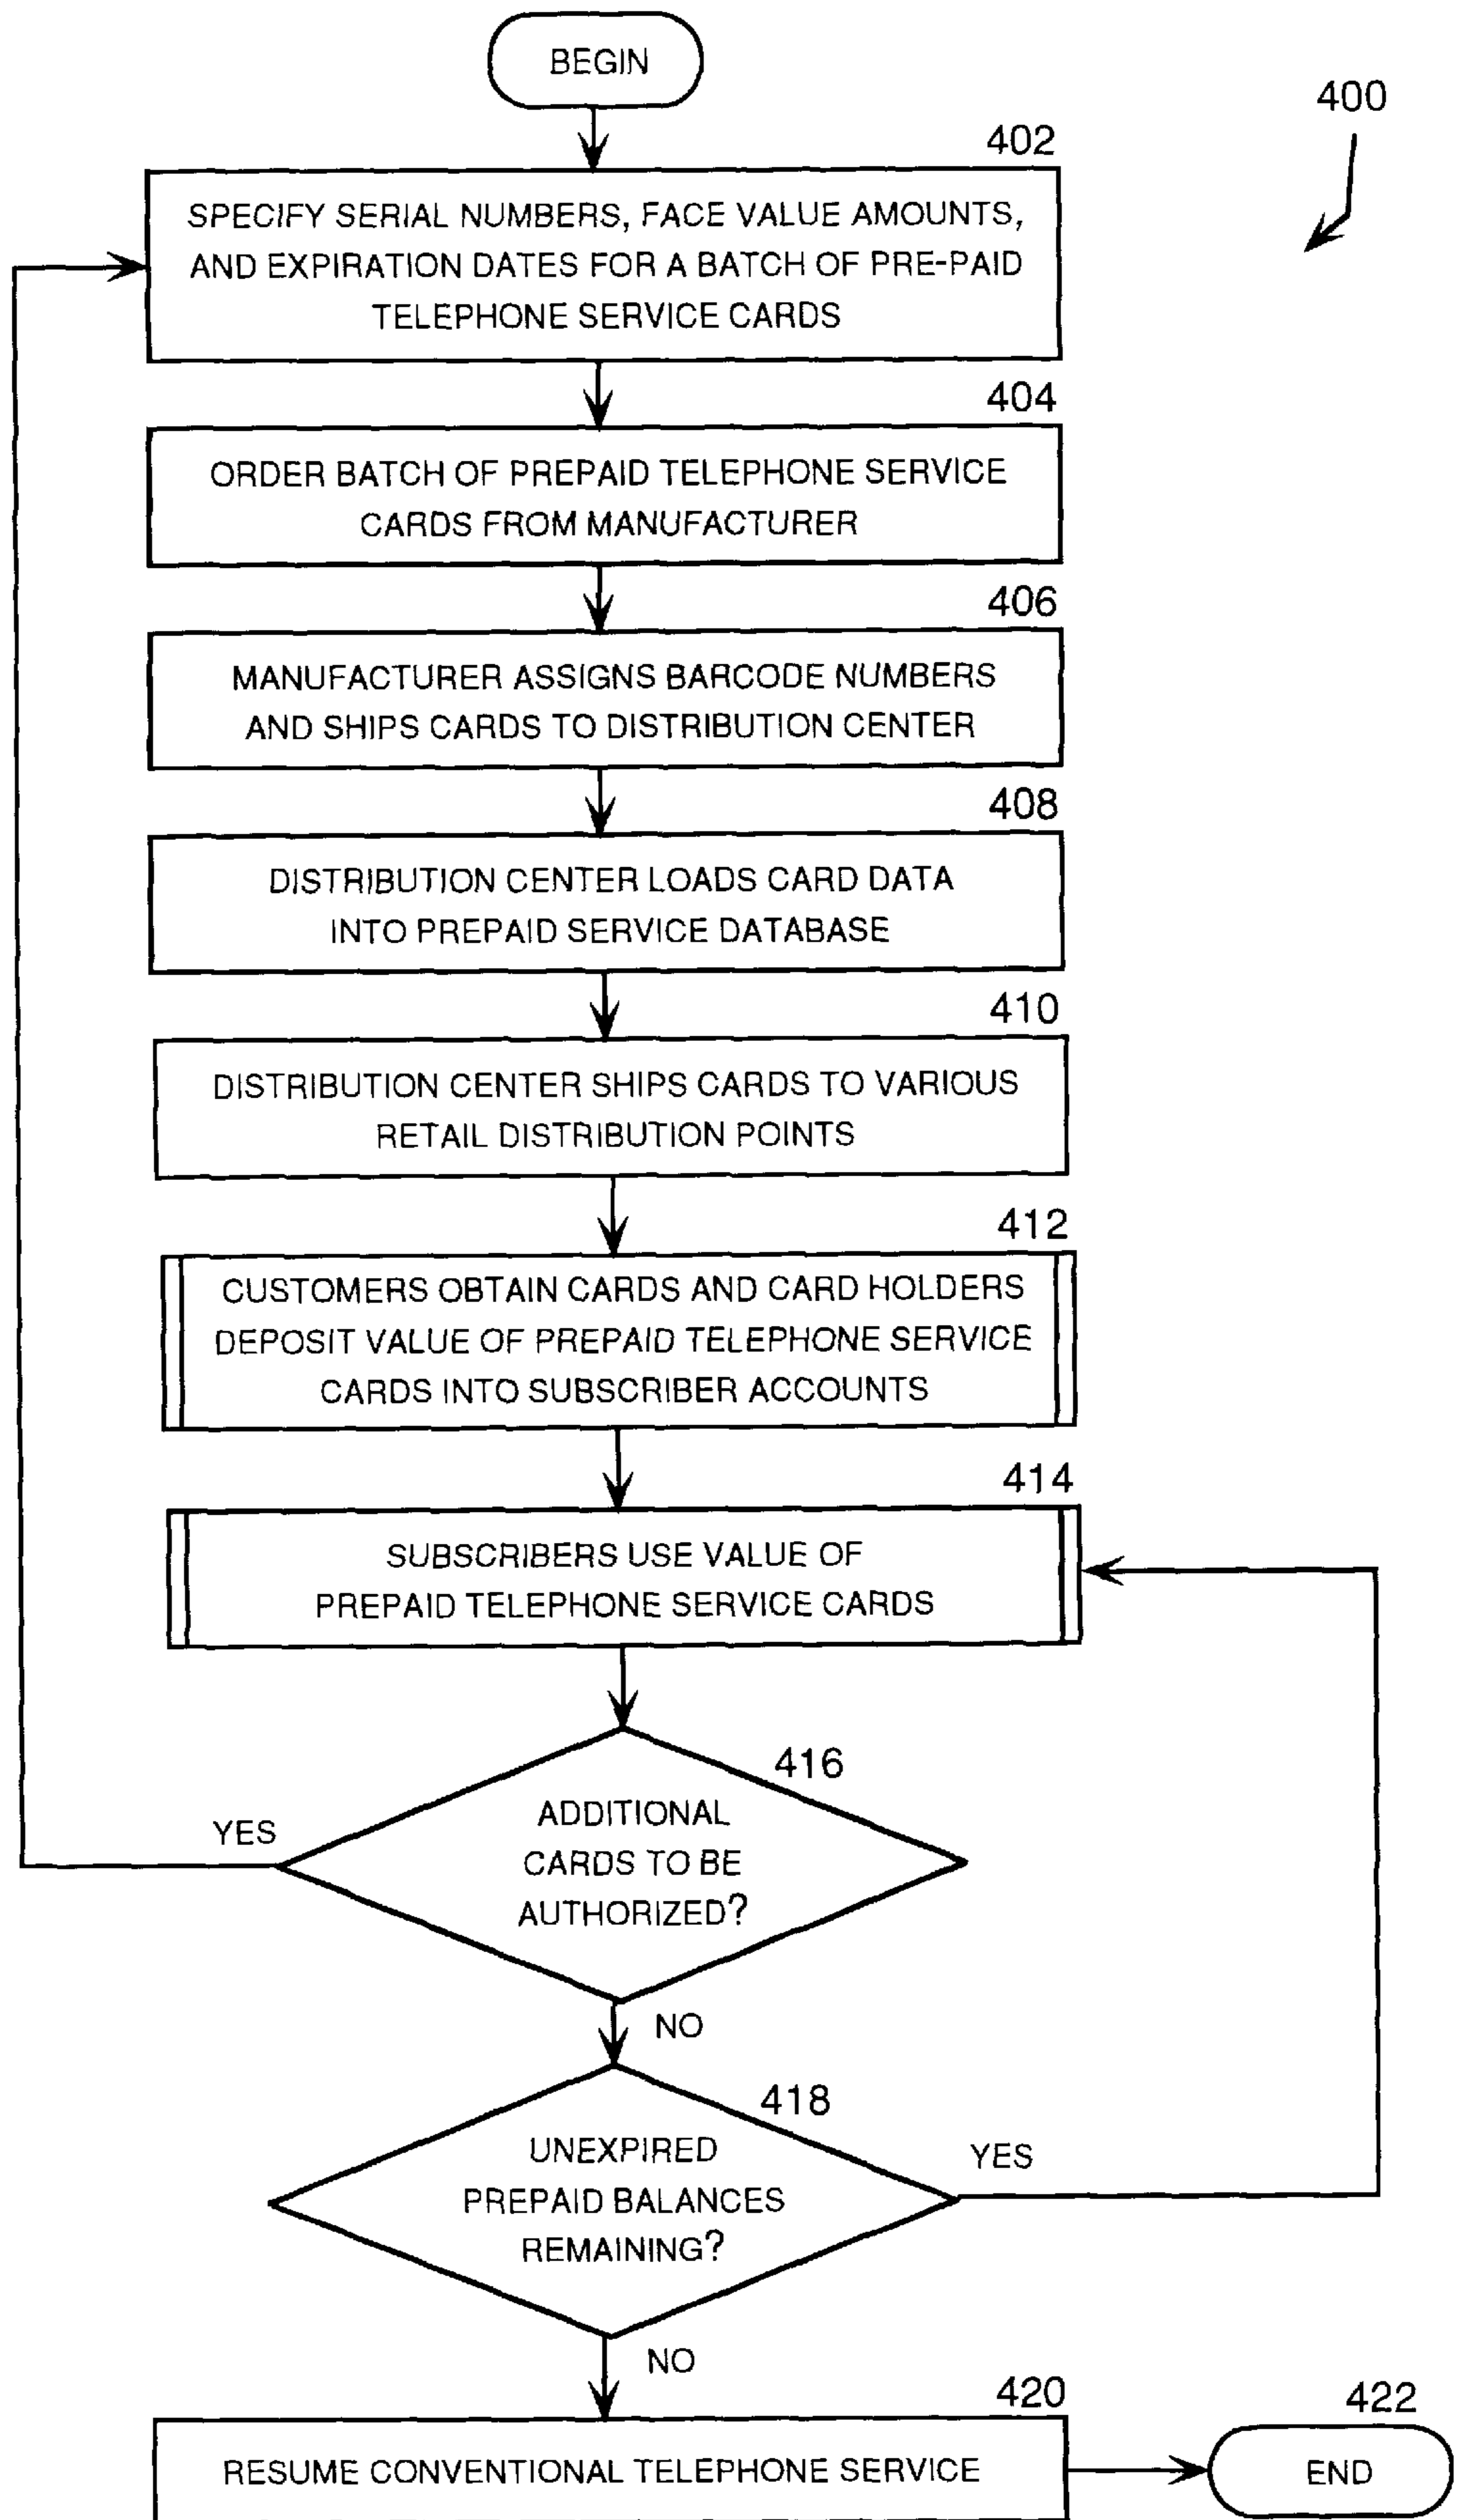 BEGIN
400
402
SPECIFY SERIAL NUMBERS, FACE VALUE AMOUNTS,
AND EXPIRATION DATES FOR A BATCH OF PRE-PAID
TELEPHONE SERVICE CARDS
404
ORDER BATCH OF PREPAID TELEPHONE SERVICE
CARDS FROM MANUFACTURER
406
MANUFACTURER ASSIGNS BARCODE NUMBERS
AND SHIPS CARDS TO DISTRIBUTION CENTER
408
DISTRIBUTION CENTER LOADS CARD DATA
INTO PREPAID SERVICE DATABASE
410
DISTRIBUTION CENTER SHIPS CARDS TO VARIOUS
RETAIL DISTRIBUTION POINTS
412
CUSTOMERS OBTAIN CARDS AND CARD HOLDERS
DEPOSIT VALUE OF PREPAID TELEPHONE SERVICE
CARDS INTO SUBSCRIBER ACCOUNTS
414
SUBSCRIBERS USE VALUE OF
PREPAID TELEPHONE SERVICE CARDS
416
YES
ADDITIONAL
CARDS TO BE
AUTHORIZED?
NO
418
UNEXPIRED
PREPAID BALANCES
REMAINING?
YES
NO
420
RESUME CONVENTIONAL TELEPHONE SERVICE
422
END